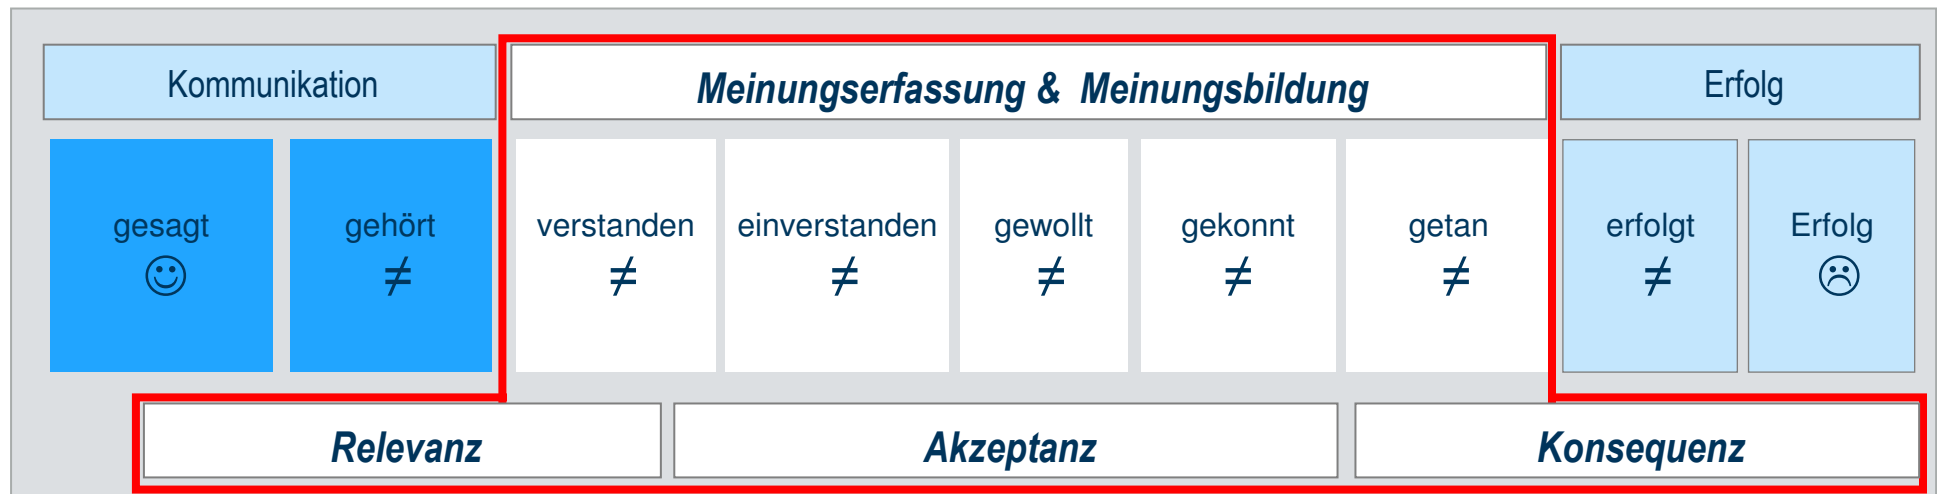 Kommunikation Meinungserfassung & Meinungsbildung Erfolg
gesagt gehört verstanden einverstanden gewollt gekonnt getan erfolgt Erfolg
☺ ≠ ≠ ≠ ≠ ≠ ≠ ≠ ☹
Relevanz Akzeptanz Konsequenz